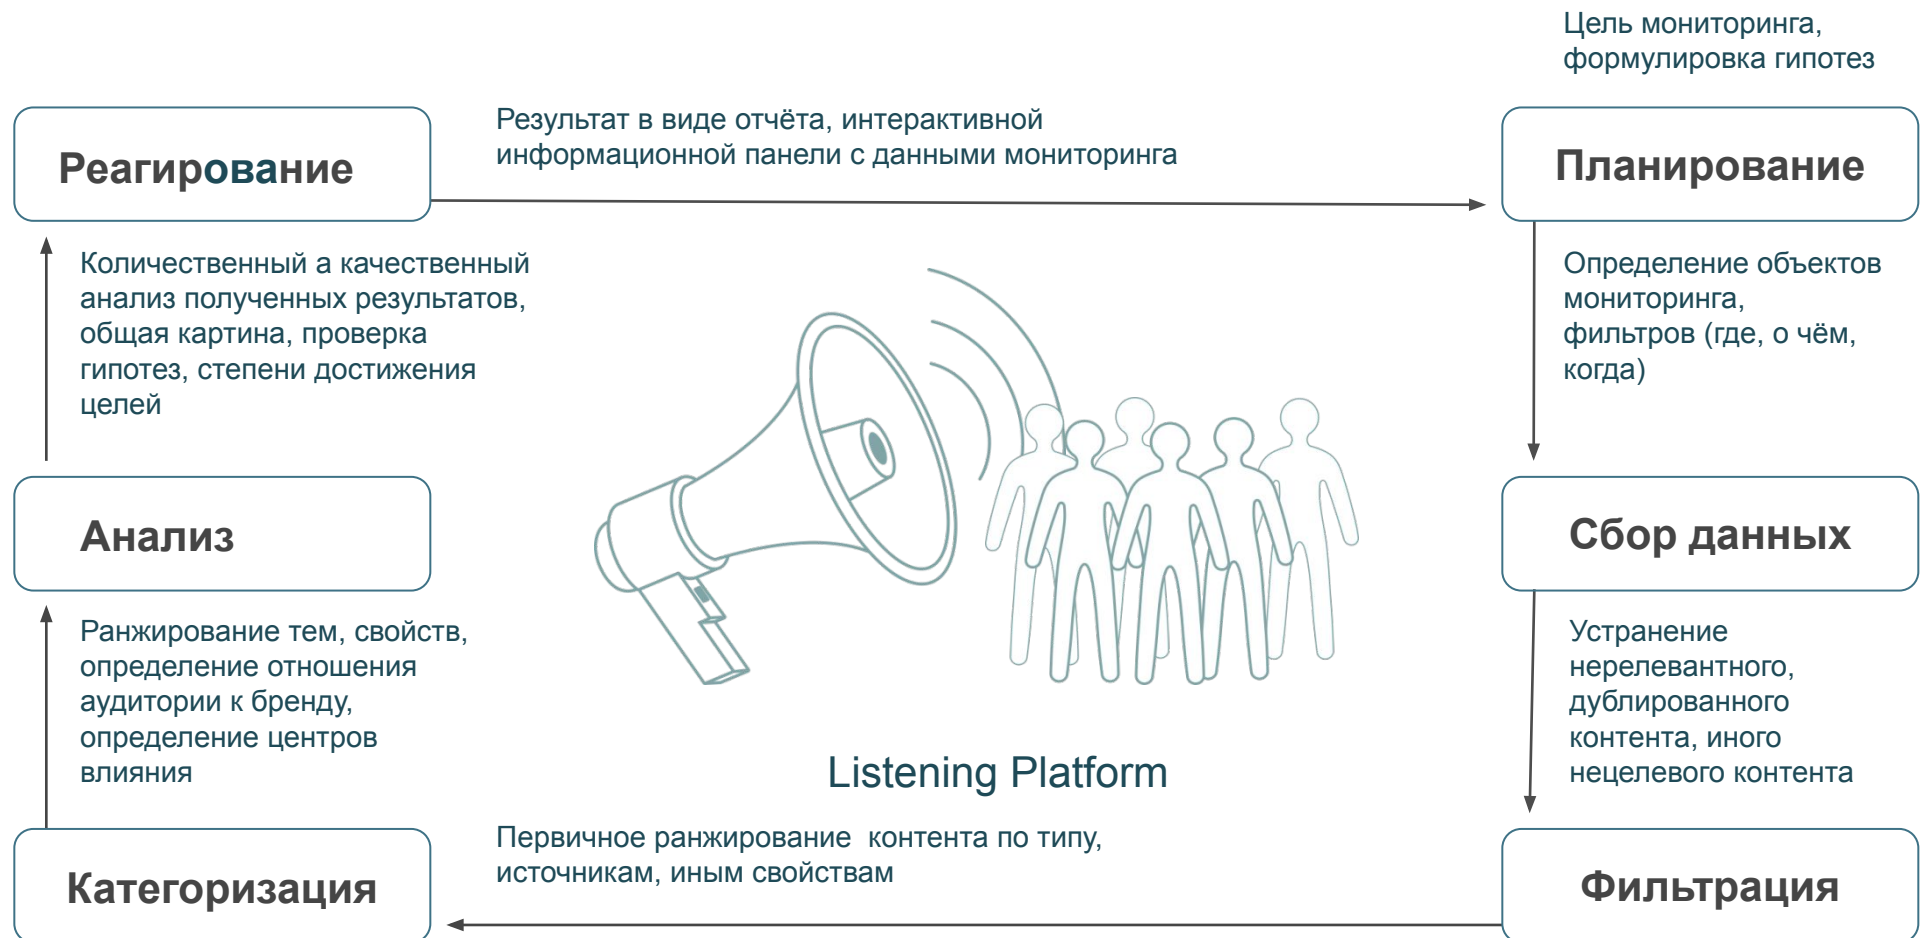 Цель мониторинга,
формулировка гипотез
Реагирование
Результат в виде отчёта, интерактивной
информационной панели с данными мониторинга
Планирование
Количественный а качественный
анализ полученных результатов,
общая картина, проверка
гипотез, степени достижения
целей
Определение объектов
мониторинга,
фильтров (где, о чём,
когда)
Анализ
Сбор данных
Ранжирование тем, свойств,
определение отношения
аудитории к бренду,
определение центров
влияния
Устранение
нерелевантного,
дублированного
контента, иного
нецелевого контента
Listening Platform
Категоризация
Первичное ранжирование  контента по типу,
источникам, иным свойствам
Фильтрация